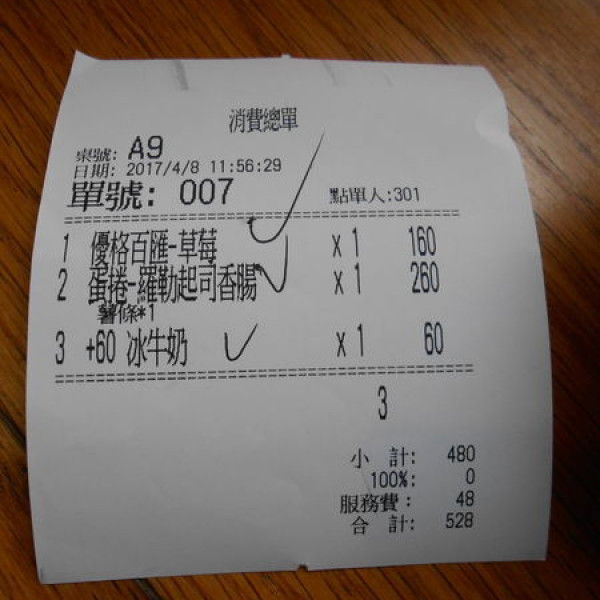 消費總單
桌號: A9
日期: 2017/4/8 11:56:29
單號: 007 點單人:301
1 優格百匯-草莓 x 1 160
2 蛋捲-羅勒起司香腸 x 1 260
薯條*1
3 +60 冰牛奶 x 1 60
3
小 計: 480
100%: 0
服務費: 48
合 計: 528